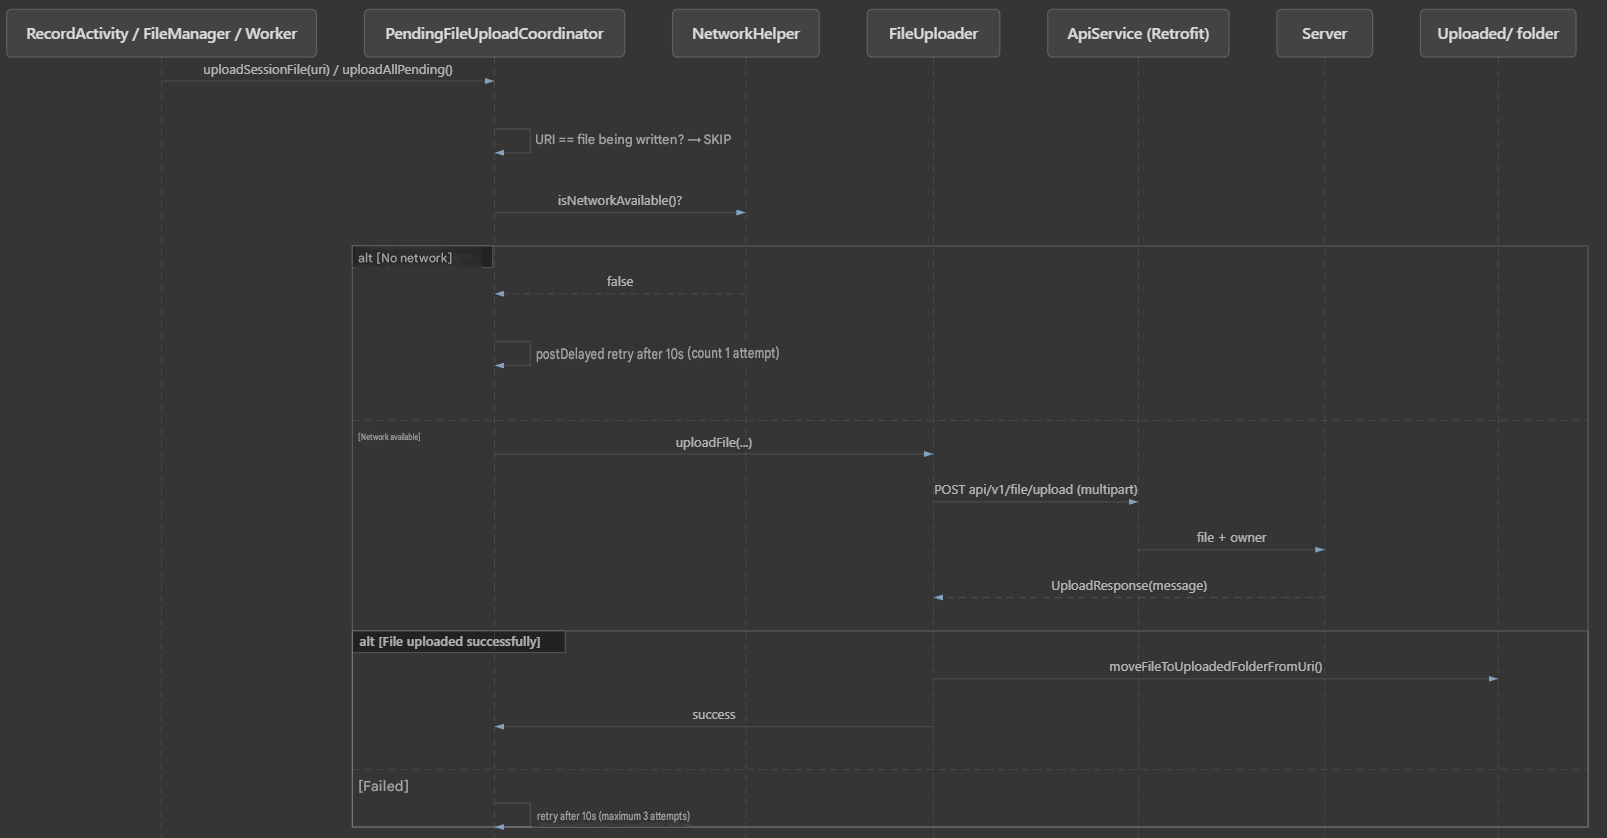 RecordActivity / FileManager / Worker
PendingFileUploadCoordinator
NetworkHelper
FileUploader
ApiService (Retrofit)
Server
Uploaded/ folder
uploadSessionFile(uri) / uploadAllPending()
URI == file being written? → SKIP
isNetworkAvailable()?
alt [No network]
false
postDelayed retry after 10s (count 1 attempt)
[Network available]
uploadFile(...)
POST api/v1/file/upload (multipart)
file + owner
UploadResponse(message)
alt [File uploaded successfully]
moveFileToUploadedFolderFromUri()
success
[Failed]
retry after 10s (maximum 3 attempts)